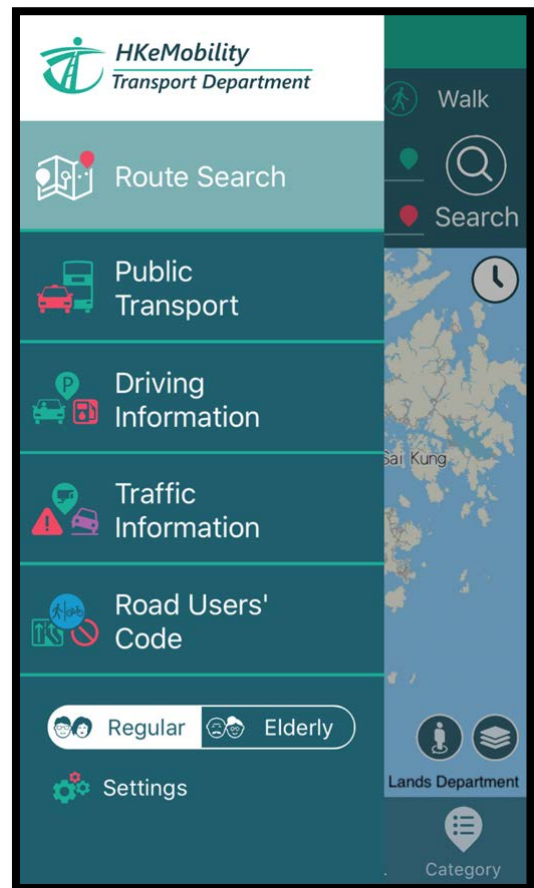 HKeMobility
Transport Department
Walk
Route Search
Search
Public
Transport
P
Driving
Information
Sai Kung
Traffic
Information
Road Users'
Code
Regular
Elderly
Settings
Lands Department
Category